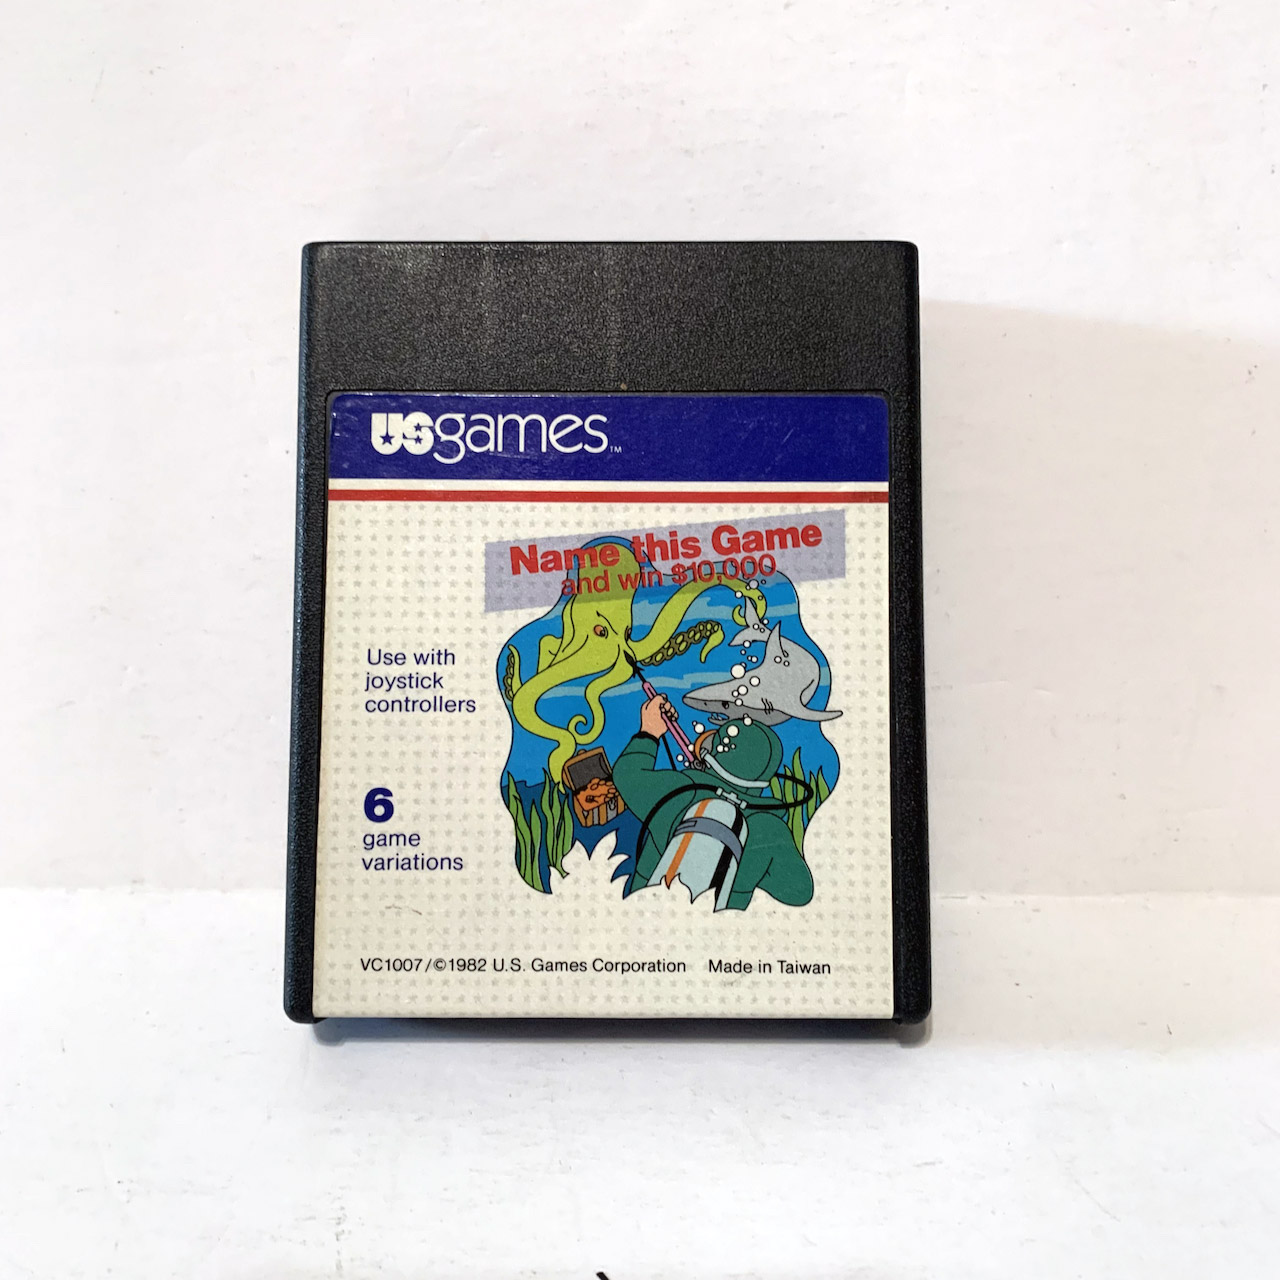 usgames™
Name this Game
and win $10,000
Use with
joystick
controllers
6
game
variations
VC1007/©1982 U.S. Games Corporation Made in Taiwan